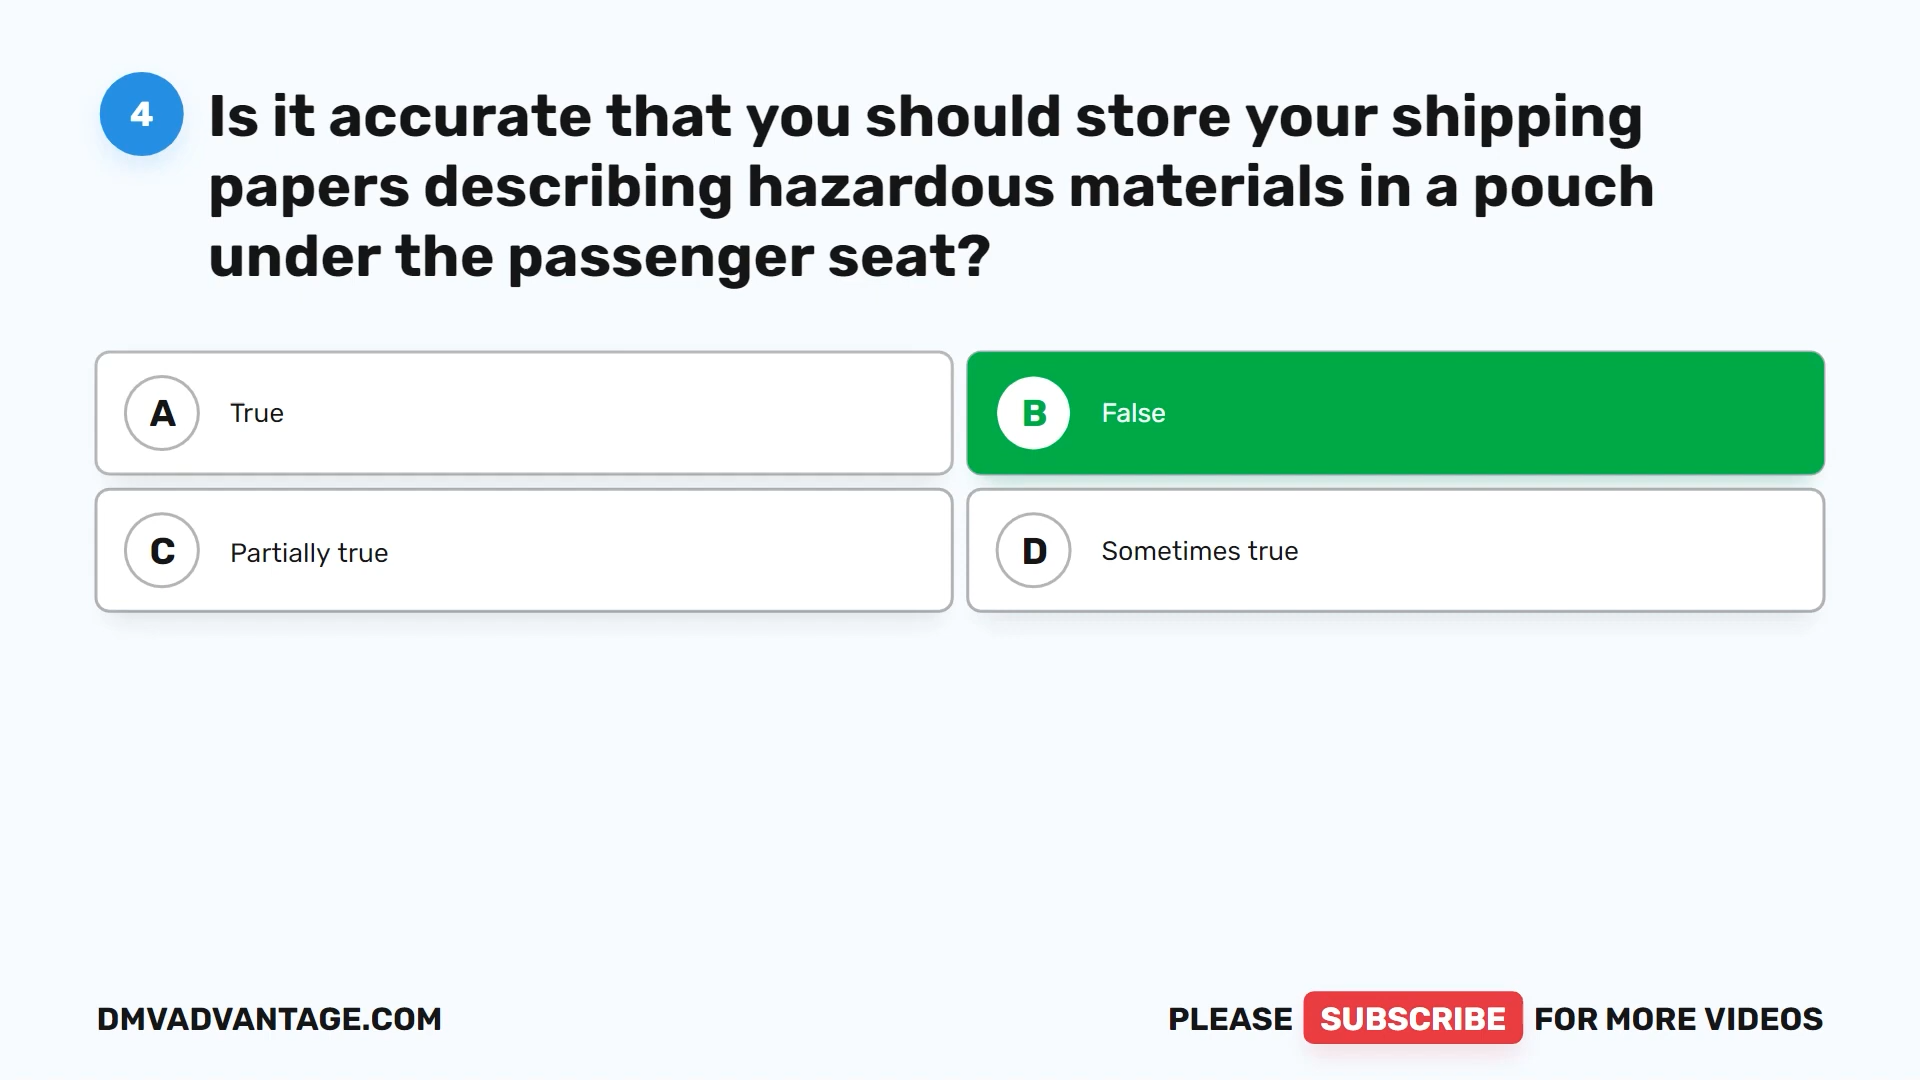 4
Is it accurate that you should store your shipping
papers describing hazardous materials in a pouch
under the passenger seat?
A True
B False
C Partially true
D Sometimes true
DMVADVANTAGE.COM
PLEASE SUBSCRIBE FOR MORE VIDEOS